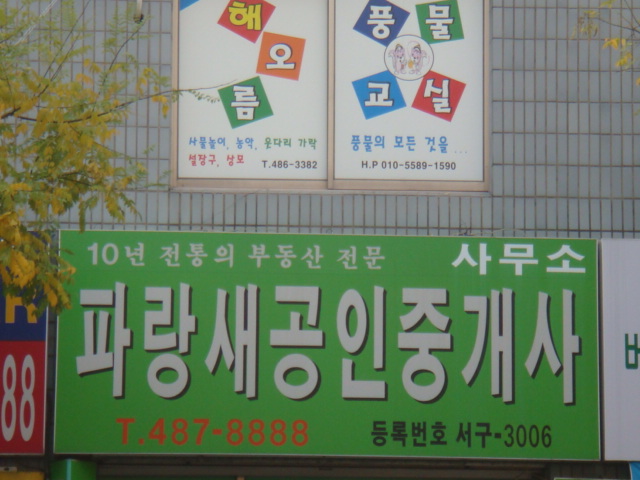 해
오
름
사물놀이, 농악, 웃다리 가락
설장구, 상모 T.486-3382
풍물
교실
풍물의 모든 것을...
H.P 010-5589-1590
10년 전통의 부동산 전문 사무소
파랑새공인중개사
T.487-8888 등록번호 서구-3006
88